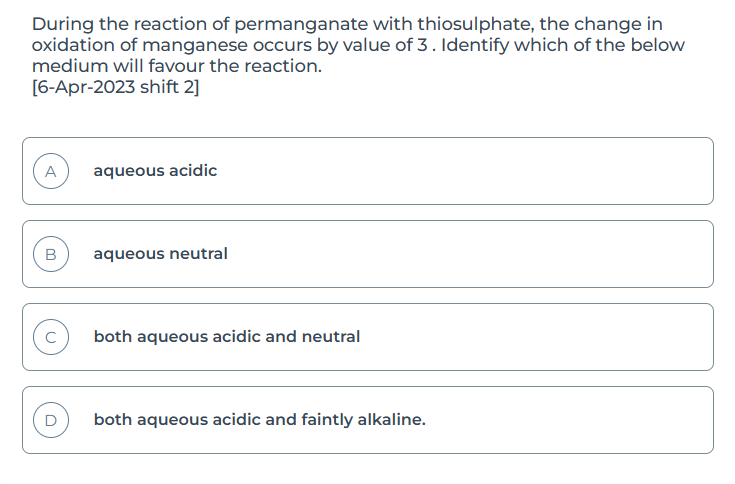 During the reaction of permanganate with thiosulphate, the change in
oxidation of manganese occurs by value of 3. Identify which of the below
medium will favour the reaction.
[6-Apr-2023 shift 2]
A aqueous acidic
B aqueous neutral
C both aqueous acidic and neutral
D both aqueous acidic and faintly alkaline.